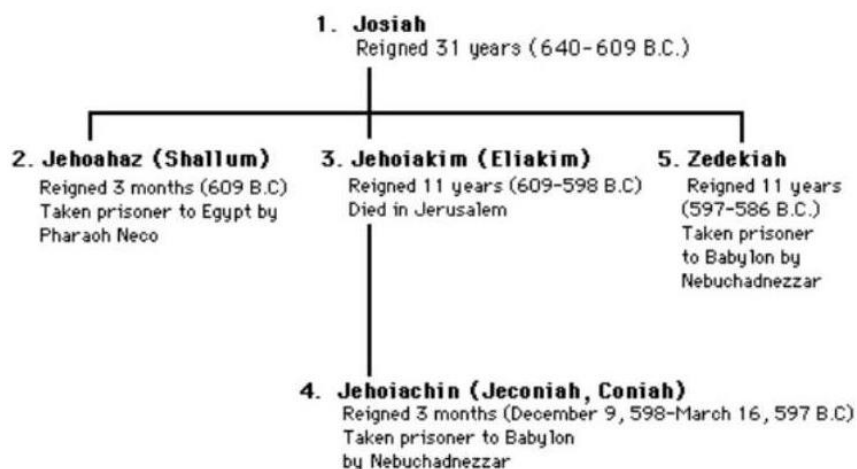 1. Josiah
Reigned 31 years (640-609 B.C.)
2. Jehoahaz (Shallum)
Reigned 3 months (609 B.C)
Taken prisoner to Egypt by
Pharaoh Neco
3. Jehoiakim (Eliakim)
Reigned 11 years (609-598 B.C)
Died in Jerusalem
5. Zedekiah
Reigned 11 years
(597-586 B.C.)
Taken prisoner
to Babylon by
Nebuchadnezzar
4. Jehoiachin (Jeconiah, Coniah)
Reigned 3 months (December 9, 598-March 16, 597 B.C)
Taken prisoner to Babylon
by Nebuchadnezzar